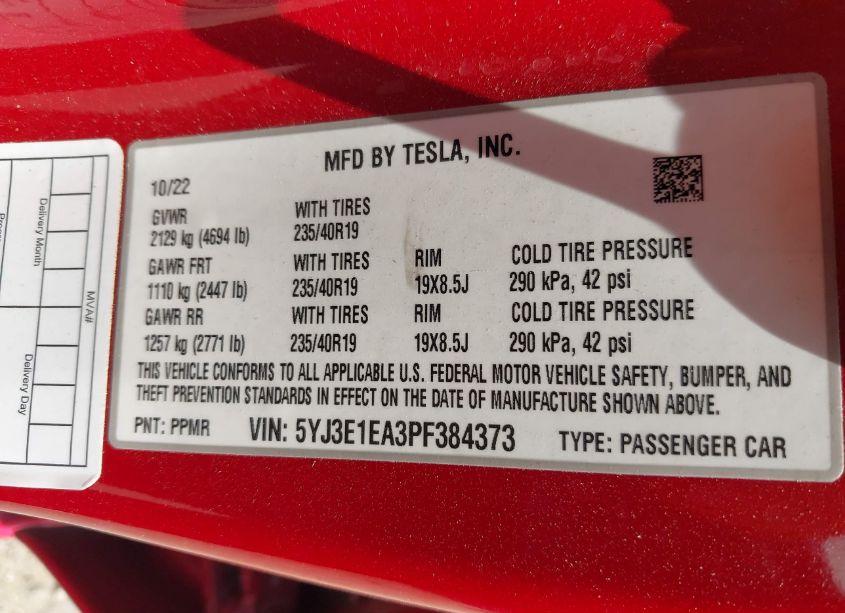 MFD BY TESLA, INC.
10/22
GVWR WITH TIRES
2129 kg (4694 lb) 235/40R19
GAWR FRT WITH TIRES RIM COLD TIRE PRESSURE
1110 kg (2447 lb) 235/40R19 19X8.5J 290 kPa, 42 psi
GAWR RR WITH TIRES RIM COLD TIRE PRESSURE
1257 kg (2771 lb) 235/40R19 19X8.5J 290 kPa, 42 psi
THIS VEHICLE CONFORMS TO ALL APPLICABLE U.S. FEDERAL MOTOR VEHICLE SAFETY, BUMPER, AND
THEFT PREVENTION STANDARDS IN EFFECT ON THE DATE OF MANUFACTURE SHOWN ABOVE.
PNT: PPMR VIN: 5YJ3E1EA3PF384373 TYPE: PASSENGER CAR
MVA#
Delivery Month
Delivery Day